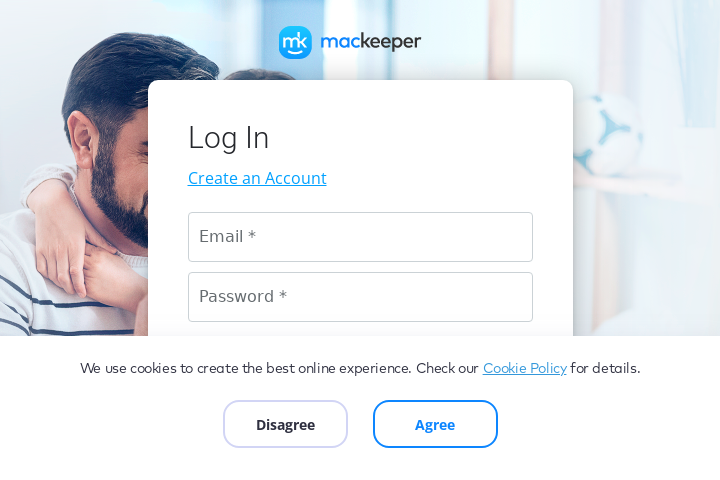 mk mackeeper
Log In
Create an Account
Email *
Password *
We use cookies to create the best online experience. Check our Cookie Policy for details.
Disagree
Agree